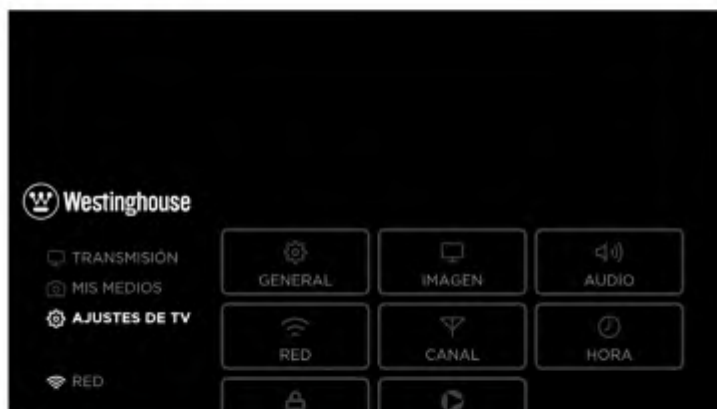 Westinghouse
TRANSMISIÓN
MIS MEDIOS
AJUSTES DE TV
RED
GENERAL
IMAGEN
AUDIO
RED
CANAL
HORA